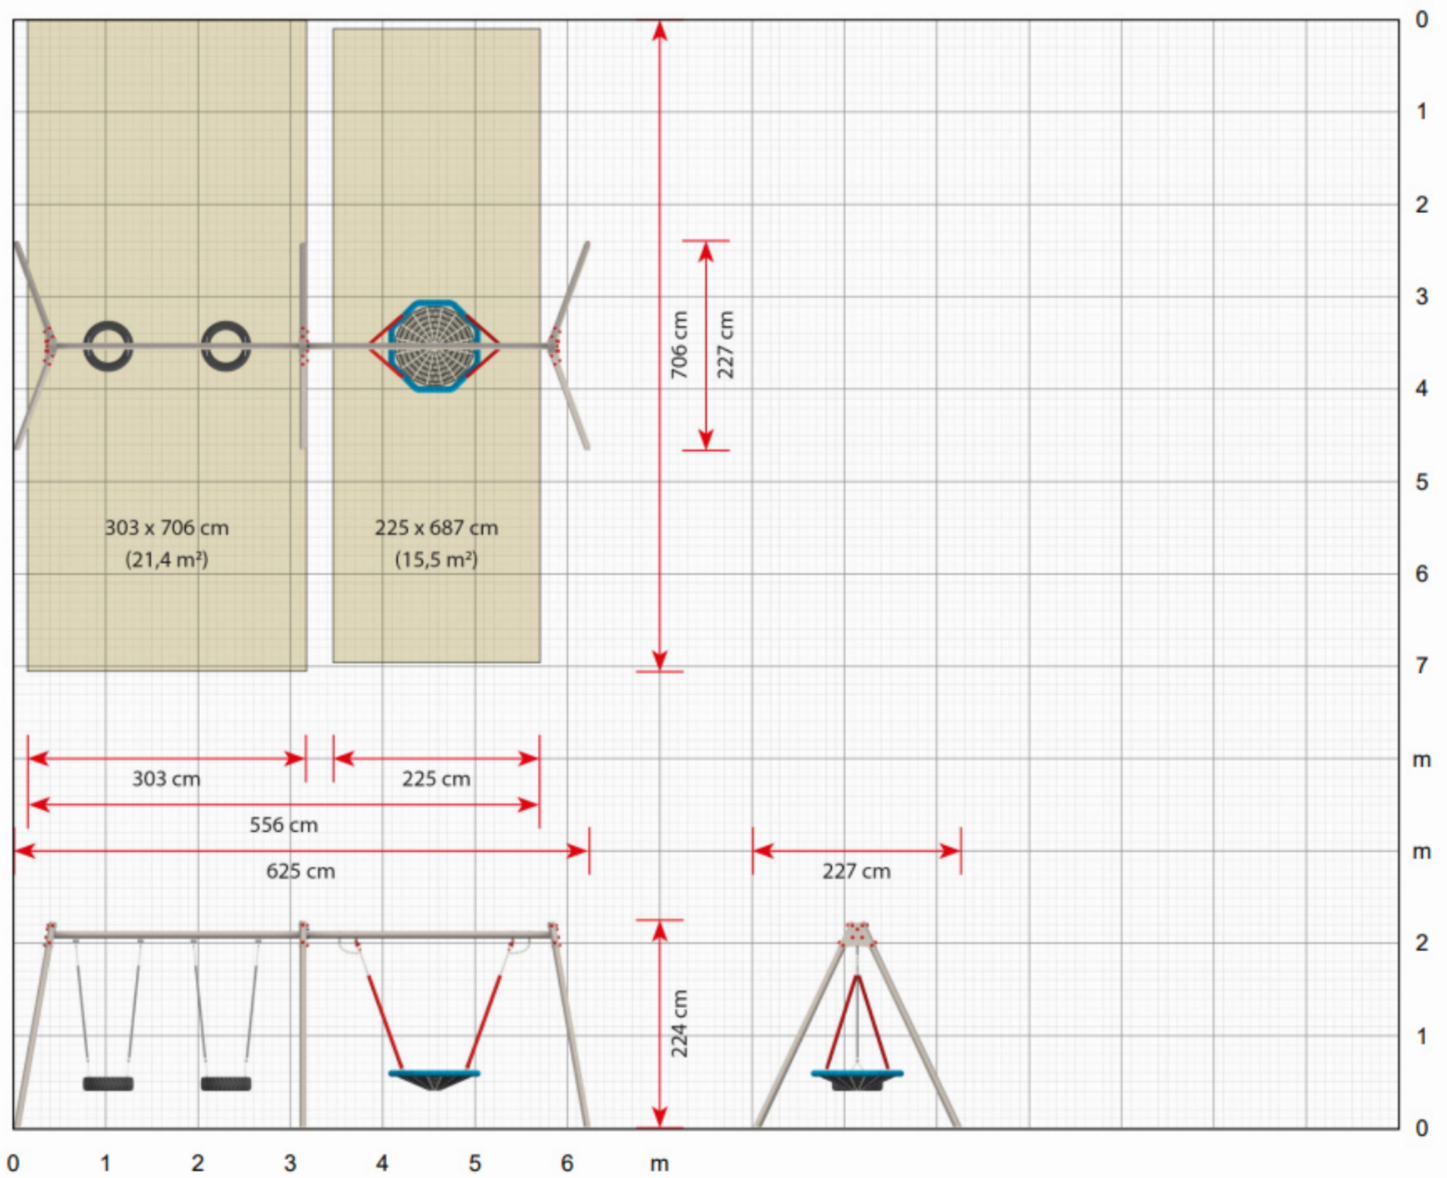 0
1
2
3
706 cm
227 cm
4
5
303 x 706 cm
(21,4 m²)
225 x 687 cm
(15,5 m²)
6
7
m
303 cm
225 cm
556 cm
m
625 cm
227 cm
2
224 cm
1
0
0 1 2 3 4 5 6 m